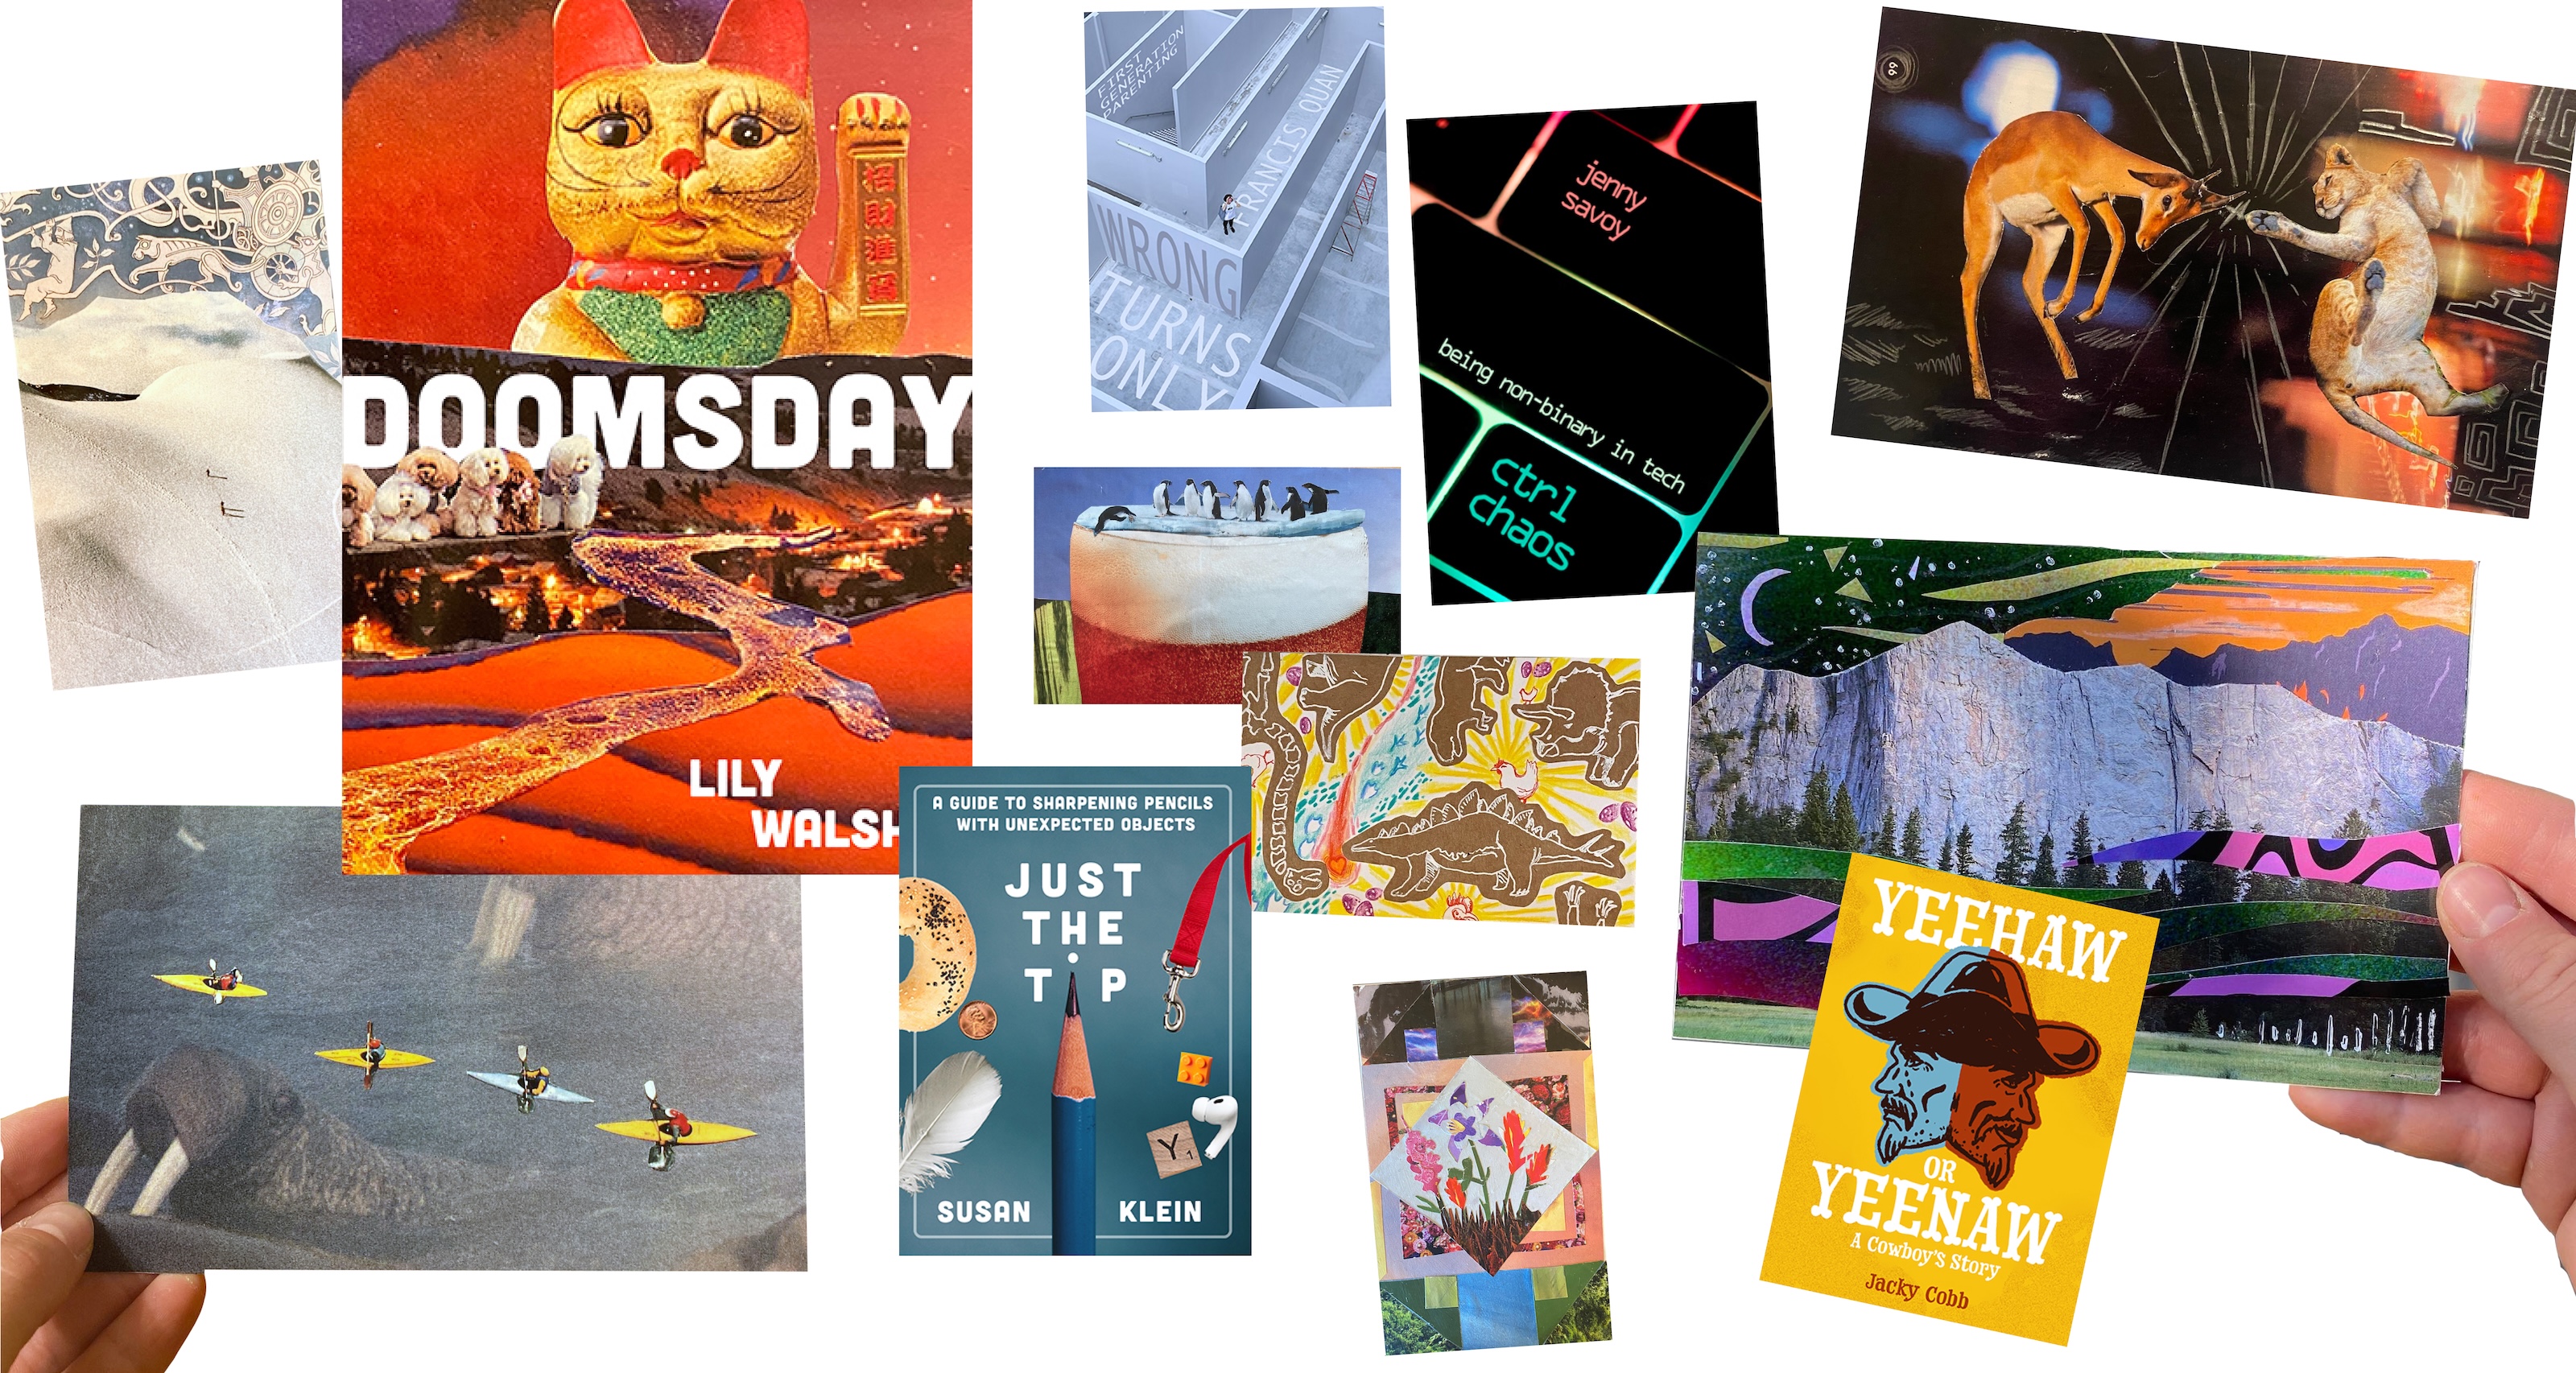 招財進寶
DOOMSDAY
LILY
WALSH
FIRST
GENERATION
PARENTING
FRANCIS QUAN
WRONG
TURNS
ONLY
jenny
savoy
being non-binary in tech
ctrl
chaos
A GUIDE TO SHARPENING PENCILS
WITH UNEXPECTED OBJECTS
JUST
THE
TIP
Y1
SUSAN KLEIN
YEEHAW
OR
YEENAW
A Cowboy's Story
Jacky Cobb